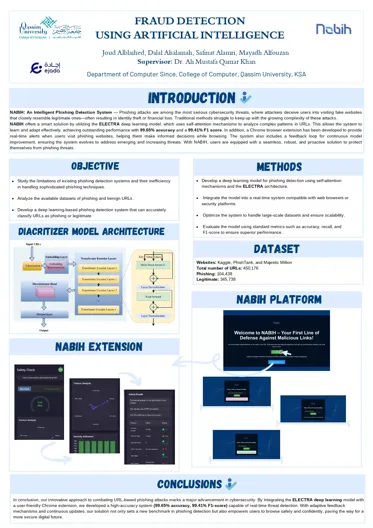 FRAUD DETECTION
USING ARTIFICIAL INTELLIGENCE
Qassim
University
College of Computer
Nabih
Joud Alblaihed, Dalal Alsalamah, Safinat Alamri, Mayadh Alfouzan
Supervisor: Dr. Ali Mustafa Qamar Khan
إجادة
ejada
Department of Computer Since, College of Computer, Qassim University, KSA
INTRODUCTION
NABIH: An Intelligent Phishing Detection System — Phishing attacks are among the most serious cybersecurity threats, where attackers deceive users into visiting fake websites
that closely resemble legitimate ones—often resulting in identity theft or financial loss. Traditional methods struggle to keep up with the growing complexity of these attacks.
NABIH offers a smart solution by utilizing the ELECTRA deep learning model, which uses self-attention mechanisms to analyze complex patterns in URLs. This allows the system to
learn and adapt effectively, achieving outstanding performance with 99.65% accuracy and a 99.41% F1 score. In addition, a Chrome browser extension has been developed to provide
real-time alerts when users visit phishing websites, helping them make informed decisions while browsing. The system also includes a feedback loop for continuous model
improvement, ensuring the system evolves to address emerging and increasing threats. With NABIH, users are equipped with a seamless, robust, and proactive solution to protect
themselves from phishing threats.
OBJECTIVE
• Study the limitations of existing phishing detection systems and their inefficiency
in handling sophisticated phishing techniques.
• Analyze the available datasets of phishing and benign URLs
• Develop a deep learning-based phishing detection system that can accurately
classify URLs as phishing or legitimate
METHODS
• Develop a deep learning model for phishing detection using self-attention
mechanisms and the ELECTRA architecture.
• Integrate the model into a real-time system compatible with web browsers or
security platforms.
• Optimize the system to handle large-scale datasets and ensure scalability.
• Evaluate the model using standard metrics such as accuracy, recall, and
F1-score to ensure superior performance.
DIACRITIZER MODEL ARCHITECTURE
Input URLs
Embedding Layer
Output
DATASET
Websites: Kaggle, PhishTank, and Majestic Million
Total number of URLs: 450,176
Phishing: 104,438
Legitimate: 345,738
NABIH PLATFORM
Welcome to NABIH – Your First Line of
Defense Against Malicious Links!
NABIH EXTENSION
Safety Check
CONCLUSIONS
In conclusion, our innovative approach to combating URL-based phishing attacks marks a major advancement in cybersecurity. By integrating the ELECTRA deep learning model with
a user-friendly Chrome extension, we developed a high-accuracy system (99.65% accuracy, 99.41% F1-score) capable of real-time threat detection. With adaptive feedback
mechanisms and continuous updates, our solution not only sets a new benchmark in phishing detection but also empowers users to browse safely and confidently, paving the way for a
more secure digital future.